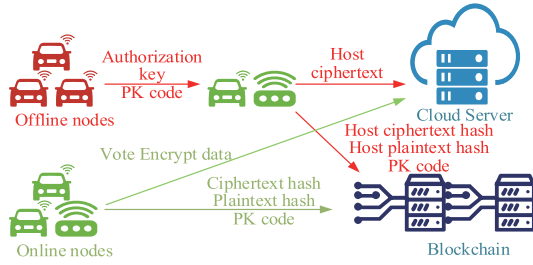 Authorization
key
PK code
Host
ciphertext
Offline nodes
Cloud Server
Host ciphertext hash
Host plaintext hash
PK code
Vote Encrypt data
Ciphertext hash
Plaintext hash
PK code
Online nodes
Blockchain